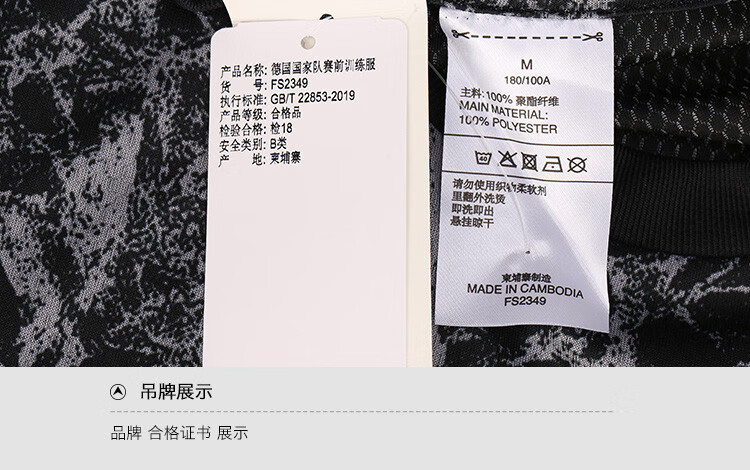 产品名称: 德国国家队赛前训练服
货 号: FS2349
执行标准: GB/T 22853-2019
产品等级: 合格品
检验合格: 检18
安全类别: B类
产 地: 柬埔寨
M
180/100A
主料: 100% 聚酯纤维
MAIN MATERIAL:
100% POLYESTER
40
请勿使用织物柔软剂
里翻外洗烫
即洗即出
悬挂晾干
柬埔寨制造
MADE IN CAMBODIA
FS2349
吊牌展示
品牌 合格证书 展示